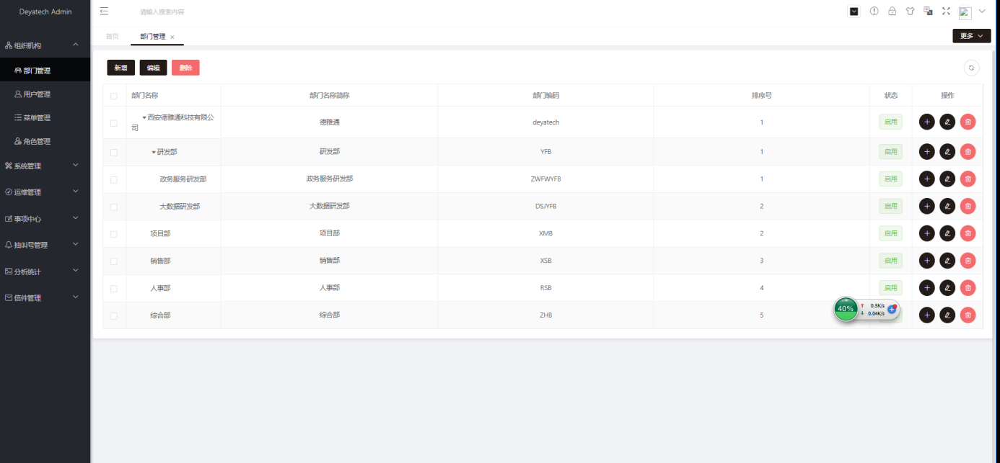 Deyatech Admin
请输入搜索内容
首页
部门管理
更多
组织机构
部门管理
用户管理
菜单管理
角色管理
系统管理
运维管理
事项中心
抽叫号管理
分析统计
信件管理
新增
编辑
删除
部门名称 部门名称简称 部门编码 排序号 状态 操作
西安德雅通科技有限公 德雅通 deyatech 1 启用
司
研发部 研发部 YFB 1 启用
政务服务研发部 政务服务研发部 ZWFWYFB 1 启用
大数据研发部 大数据研发部 DSJYFB 2 启用
项目部 项目部 XMB 2 启用
销售部 销售部 XSB 3 启用
人事部 人事部 RSB 4 启用
综合部 综合部 ZHB 5
40%
0.5K/s
0.04K/s